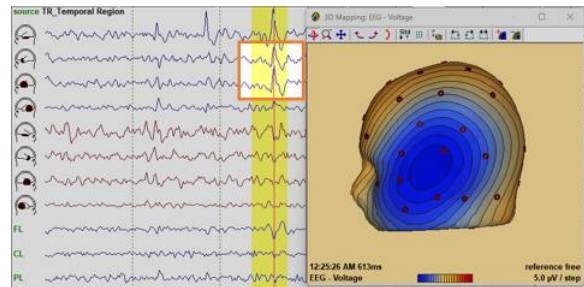 source TR_Temporal Region
FL
CL
PL
3D Mapping: EEG - Voltage
Std
12:25:26 AM 613ms
EEG - Voltage
reference free
5.0 µV / step